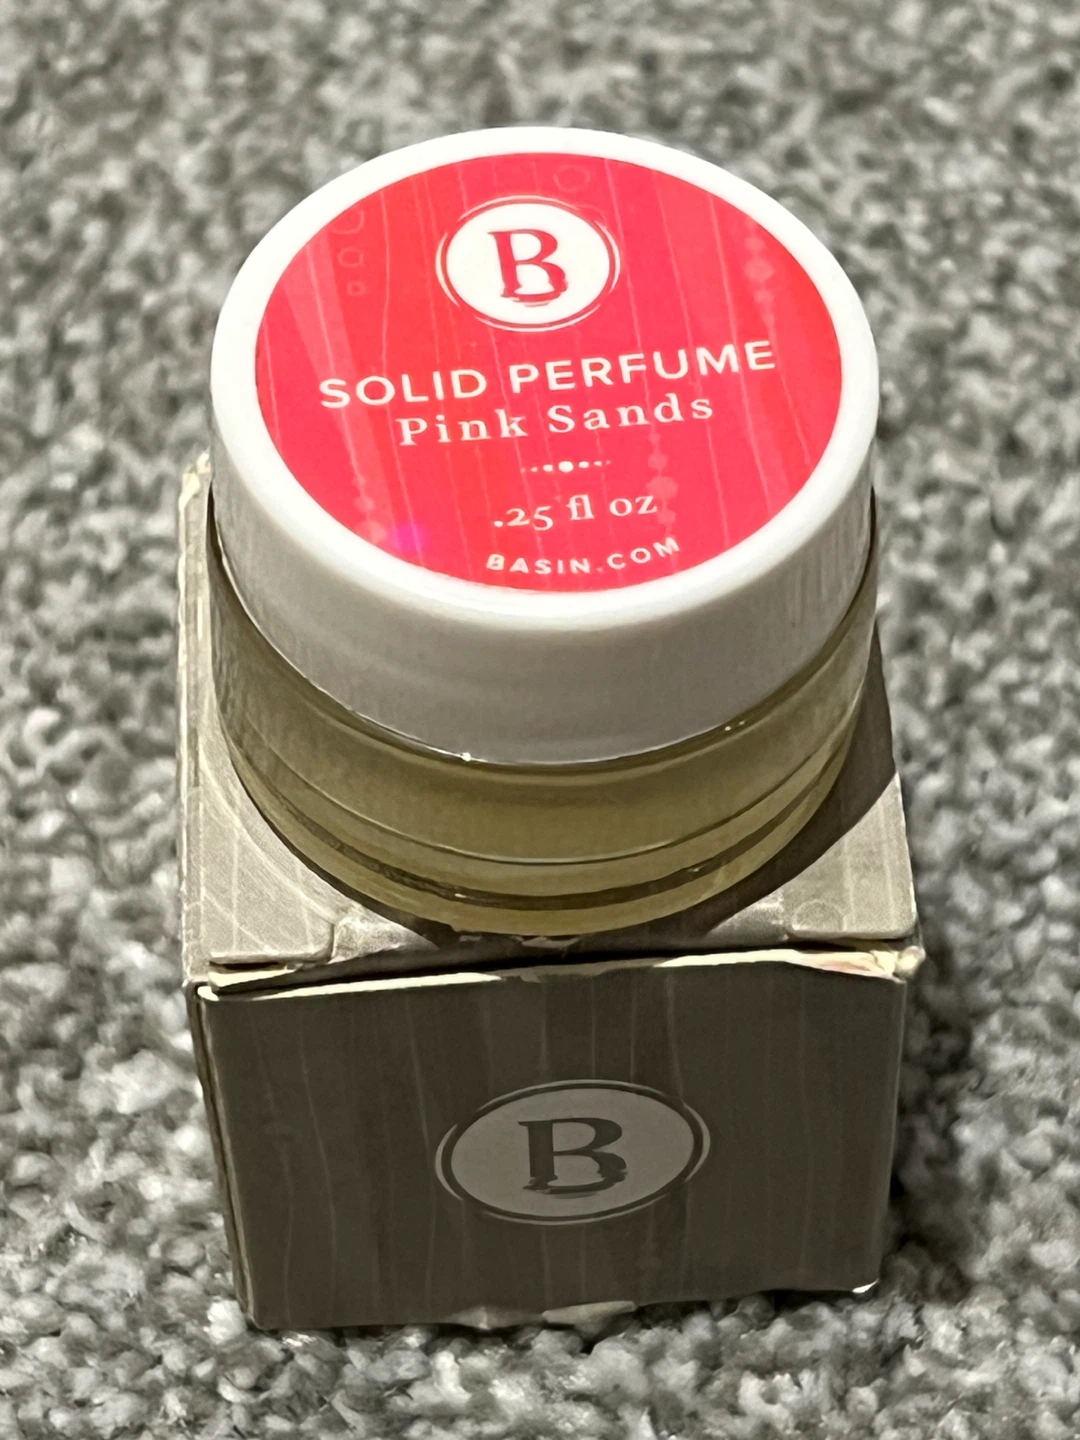 B
SOLID PERFUME
Pink Sands
.25 fl oz
BASIN.COM
B